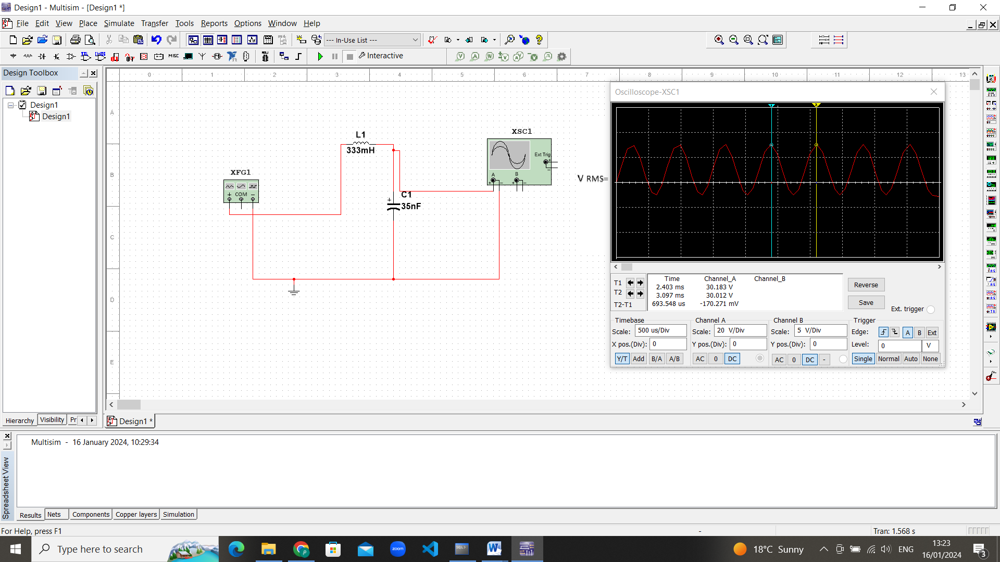 Design1 - Multisim - [Design1 *]
File Edit View Place Simulate Transfer Tools Reports Options Window Help
--- In-Use List ---
MISC Interactive
Design Toolbox
0 1 2 3 4 5 6 7 8 9 10 11 12 13
Design1
Design1
A
B
C
D
E
L1
333mH
XFG1
COM
C1
35nF
XSC1
Ext Trig
A B
V RMS=
Oscilloscope-XSC1
1 2
Time Channel_A Channel_B
T1 2.403 ms 30.183 V
T2 3.097 ms 30.012 V
T2-T1 693.548 us -170.271 mV
Reverse
Save
Ext. trigger
Timebase Channel A Channel B Trigger
Scale: 500 us/Div Scale: 20 V/Div Scale: 5 V/Div Edge: A B Ext
X pos.(Div): 0 Y pos.(Div): 0 Y pos.(Div): 0 Level: 0 V
Y/T Add B/A A/B AC 0 DC AC 0 DC - Single Normal Auto None
Hierarchy Visibility Pr
Design1 *
Multisim - 16 January 2024, 10:29:34
Spreadsheet View
Results Nets Components Copper layers Simulation
For Help, press F1 - Tran: 1.568 s
Type here to search zoom 18°C Sunny ENG 13:23
16/01/2024 3